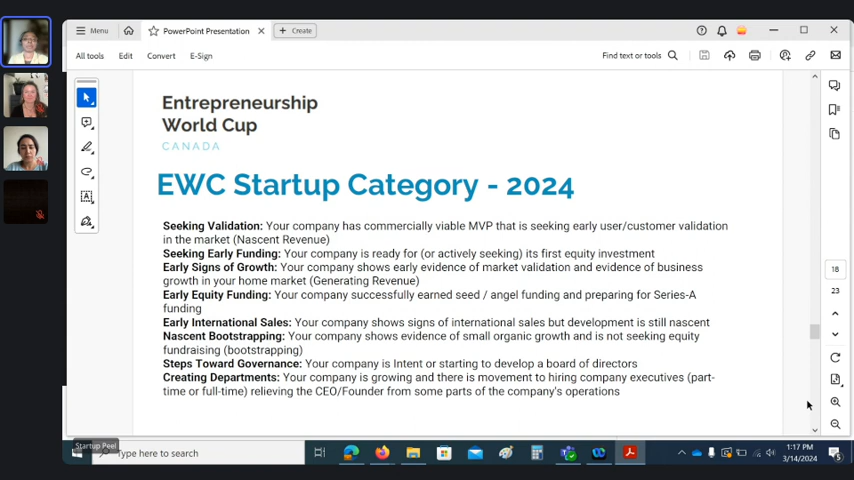 Menu
PowerPoint Presentation
Create
All tools
Edit
Convert
E-Sign
Find text or tools
Entrepreneurship
World Cup
CANADA
EWC Startup Category - 2024
Seeking Validation: Your company has commercially viable MVP that is seeking early user/customer validation
in the market (Nascent Revenue)
Seeking Early Funding: Your company is ready for (or actively seeking) its first equity investment
Early Signs of Growth: Your company shows early evidence of market validation and evidence of business
growth in your home market (Generating Revenue)
Early Equity Funding: Your company successfully earned seed / angel funding and preparing for Series-A
funding
Early International Sales: Your company shows signs of international sales but development is still nascent
Nascent Bootstrapping: Your company shows evidence of small organic growth and is not seeking equity
fundraising (bootstrapping)
Steps Toward Governance: Your company is Intent or starting to develop a board of directors
Creating Departments: Your company is growing and there is movement to hiring company executives (part-
time or full-time) relieving the CEO/Founder from some parts of the company's operations
18
23
Startup Peel
Type here to search
1:17 PM
3/14/2024
5